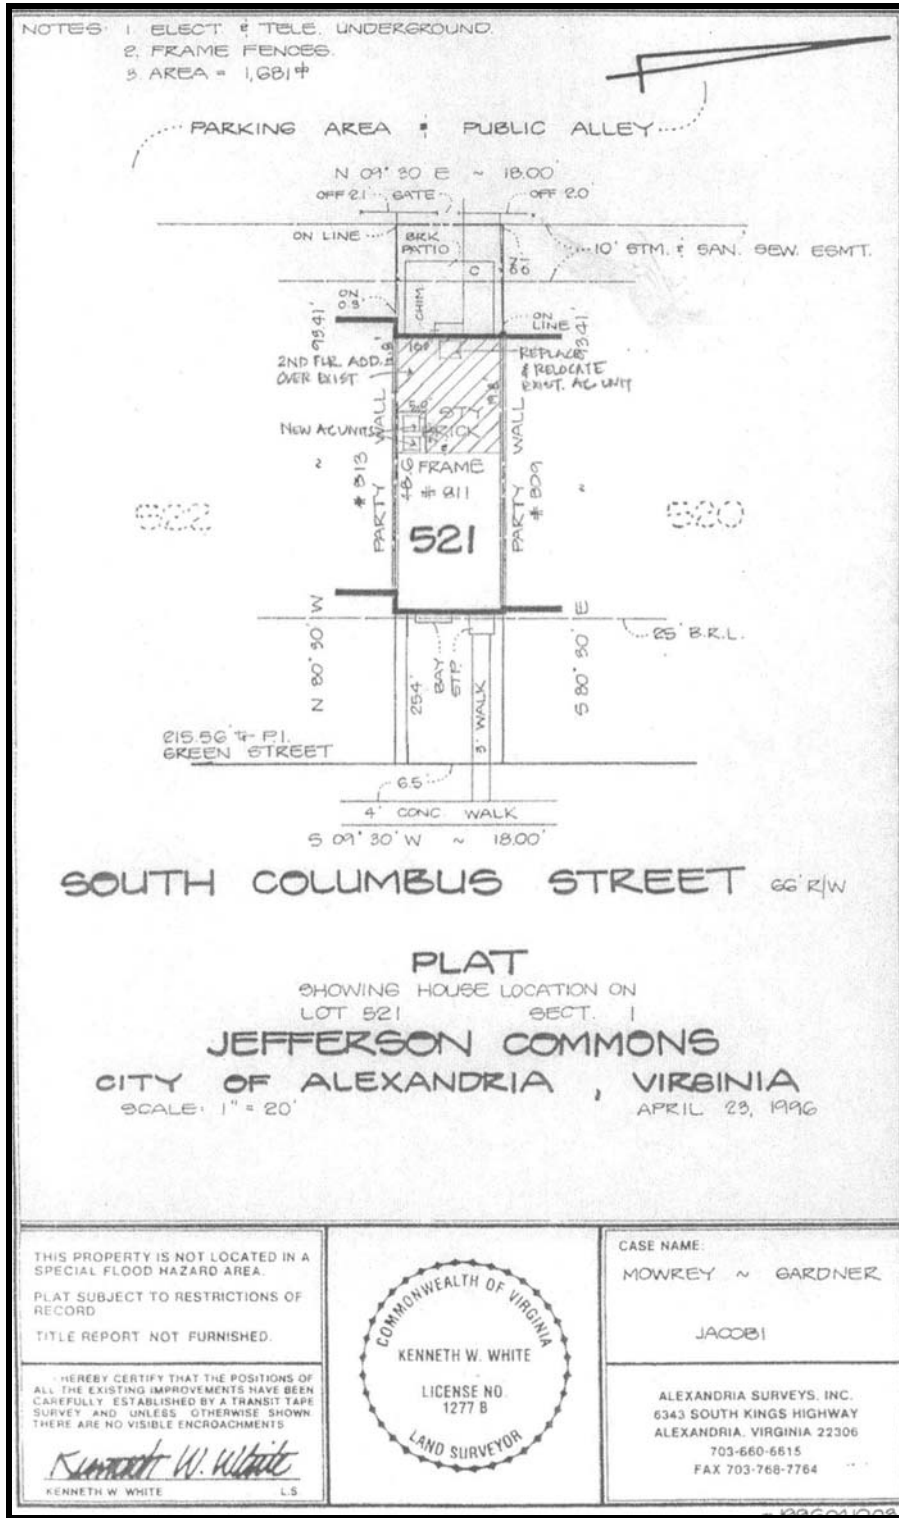 NOTES: 1. ELECT. & TELE. UNDERGROUND.
2. FRAME FENCES.
3. AREA = 1,681
PARKING AREA & PUBLIC ALLEY
N 09° 30' E ~ 18.00'
OFF 2.1 GATE OFF 2.0'
ON LINE BRK PATIO 10' STM. & SAN. SEW. ESMT.
C
CHIM.
ON 0.3' ON LINE
93.41'
2ND FLR. ADD. OVER EXIST
REPLACE & RELOCATE EXIST. AC UNIT
NEW AC UNITS
BRICK
FRAME
# 811
# 813
# 809
PARTY WALL
PARTY WALL
522 521 520
N 80° 30' W
S 80° 30' E
25' B.R.L.
BAY
STP.
25.4'
3' WALK
215.56' TO P.I.
GREEN STREET
6.5'
4' CONC. WALK
S 09° 30' W ~ 18.00'
SOUTH COLUMBUS STREET 66' R/W
PLAT
SHOWING HOUSE LOCATION ON
LOT 521 SECT. 1
JEFFERSON COMMONS
CITY OF ALEXANDRIA, VIRGINIA
SCALE: 1" = 20' APRIL 23, 1996
THIS PROPERTY IS NOT LOCATED IN A
SPECIAL FLOOD HAZARD AREA.
PLAT SUBJECT TO RESTRICTIONS OF
RECORD
TITLE REPORT NOT FURNISHED.
I HEREBY CERTIFY THAT THE POSITIONS OF
ALL THE EXISTING IMPROVEMENTS HAVE BEEN
CAREFULLY ESTABLISHED BY A TRANSIT TAPE
SURVEY AND UNLESS OTHERWISE SHOWN
THERE ARE NO VISIBLE ENCROACHMENTS
Kenneth W. White
KENNETH W WHITE L.S
COMMONWEALTH OF VIRGINIA
KENNETH W. WHITE
LICENSE NO.
1277 B
LAND SURVEYOR
CASE NAME:
MOWREY ~ GARDNER
JACOBI
ALEXANDRIA SURVEYS, INC.
6343 SOUTH KINGS HIGHWAY
ALEXANDRIA, VIRGINIA 22306
703-660-6615
FAX 703-768-7764